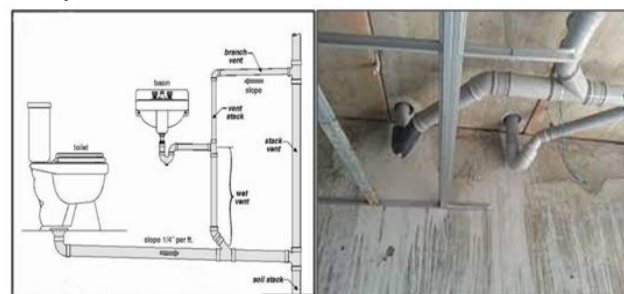 branch
vent
slope
basin
vent
stack
stack
vent
toilet
wet
vent
slope 1/4" per ft.
soil stack